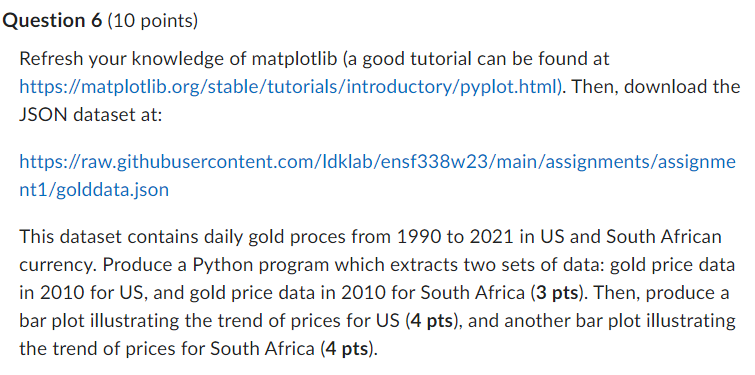 Question 6 (10 points)
Refresh your knowledge of matplotlib (a good tutorial can be found at
https://matplotlib.org/stable/tutorials/introductory/pyplot.html). Then, download the
JSON dataset at:
https://raw.githubusercontent.com/ldklab/ensf338w23/main/assignments/assignme
nt1/golddata.json
This dataset contains daily gold proces from 1990 to 2021 in US and South African
currency. Produce a Python program which extracts two sets of data: gold price data
in 2010 for US, and gold price data in 2010 for South Africa (3 pts). Then, produce a
bar plot illustrating the trend of prices for US (4 pts), and another bar plot illustrating
the trend of prices for South Africa (4 pts).